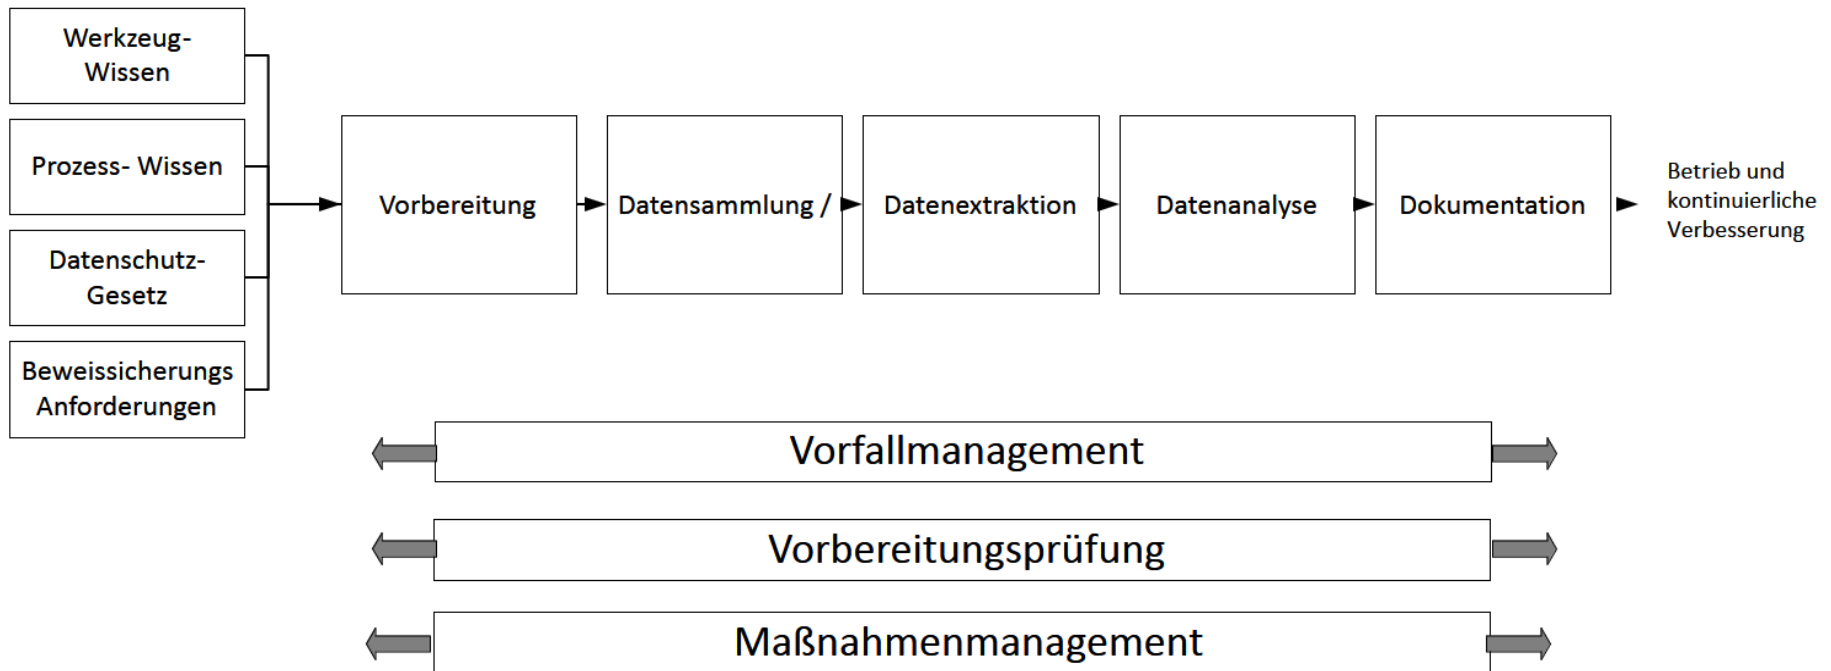 Werkzeug-
Wissen
Prozess- Wissen
Datenschutz-
Gesetz
Beweissicherungs
Anforderungen
Vorbereitung
Datensammlung /
Datenextraktion
Datenanalyse
Dokumentation
Betrieb und
kontinuierliche
Verbesserung
Vorfallmanagement
Vorbereitungsprüfung
Maßnahmenmanagement